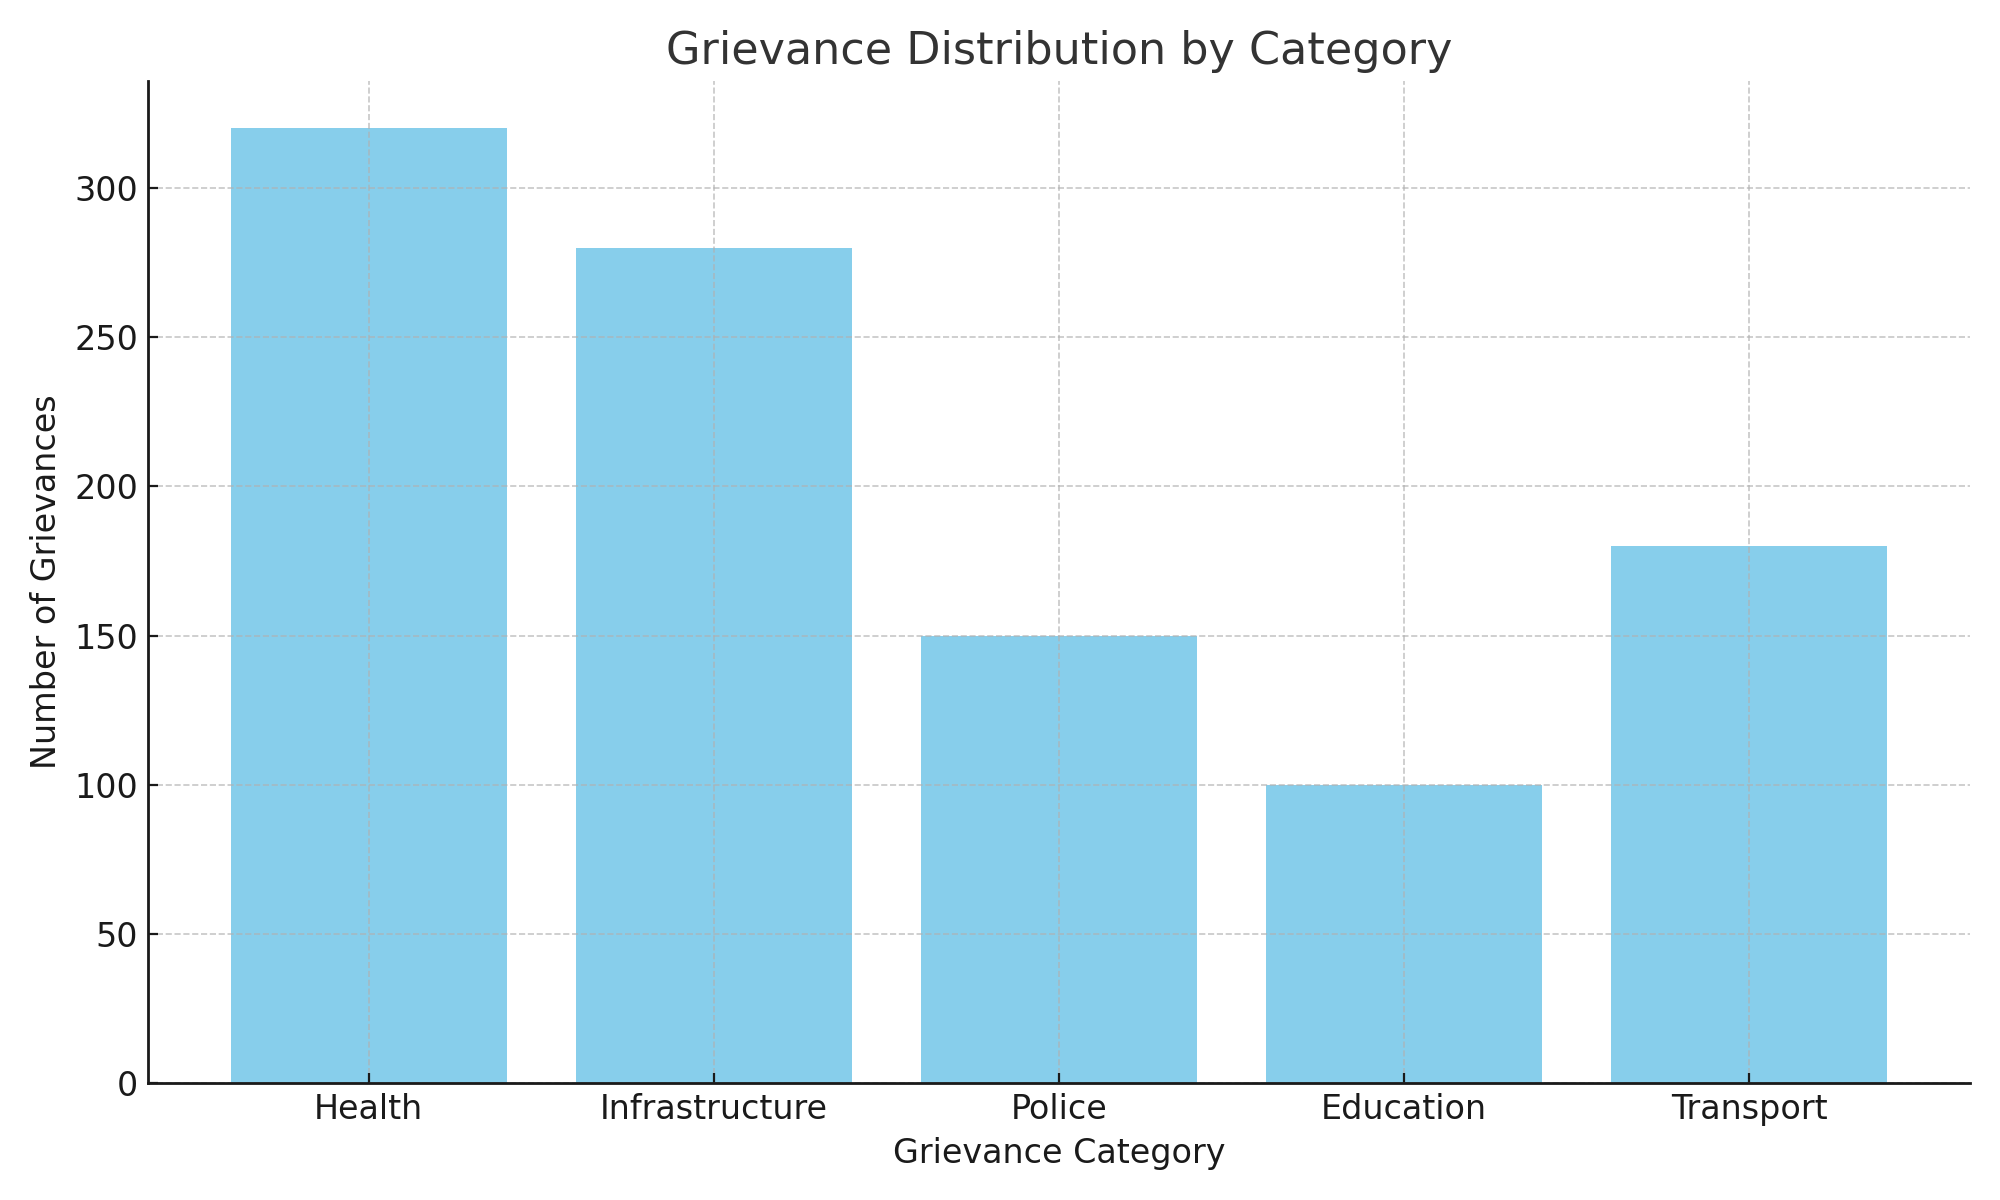 Grievance Distribution by Category
Number of Grievances
300
250
200
150
100
50
0
Health Infrastructure Police Education Transport
Grievance Category